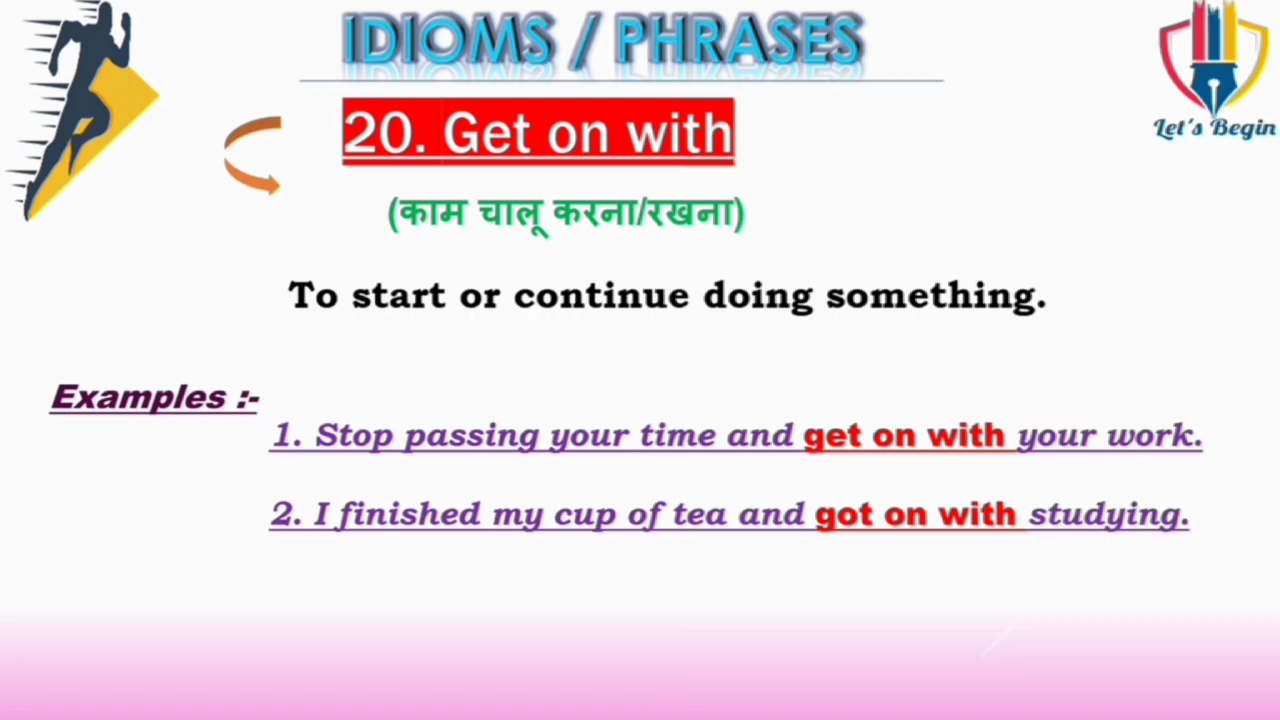 IDIOMS / PHRASES
Let's Begin
20. Get on with
(काम चालू करना/रखना)
To start or continue doing something.
Examples :-
1. Stop passing your time and get on with your work.
2. I finished my cup of tea and got on with studying.